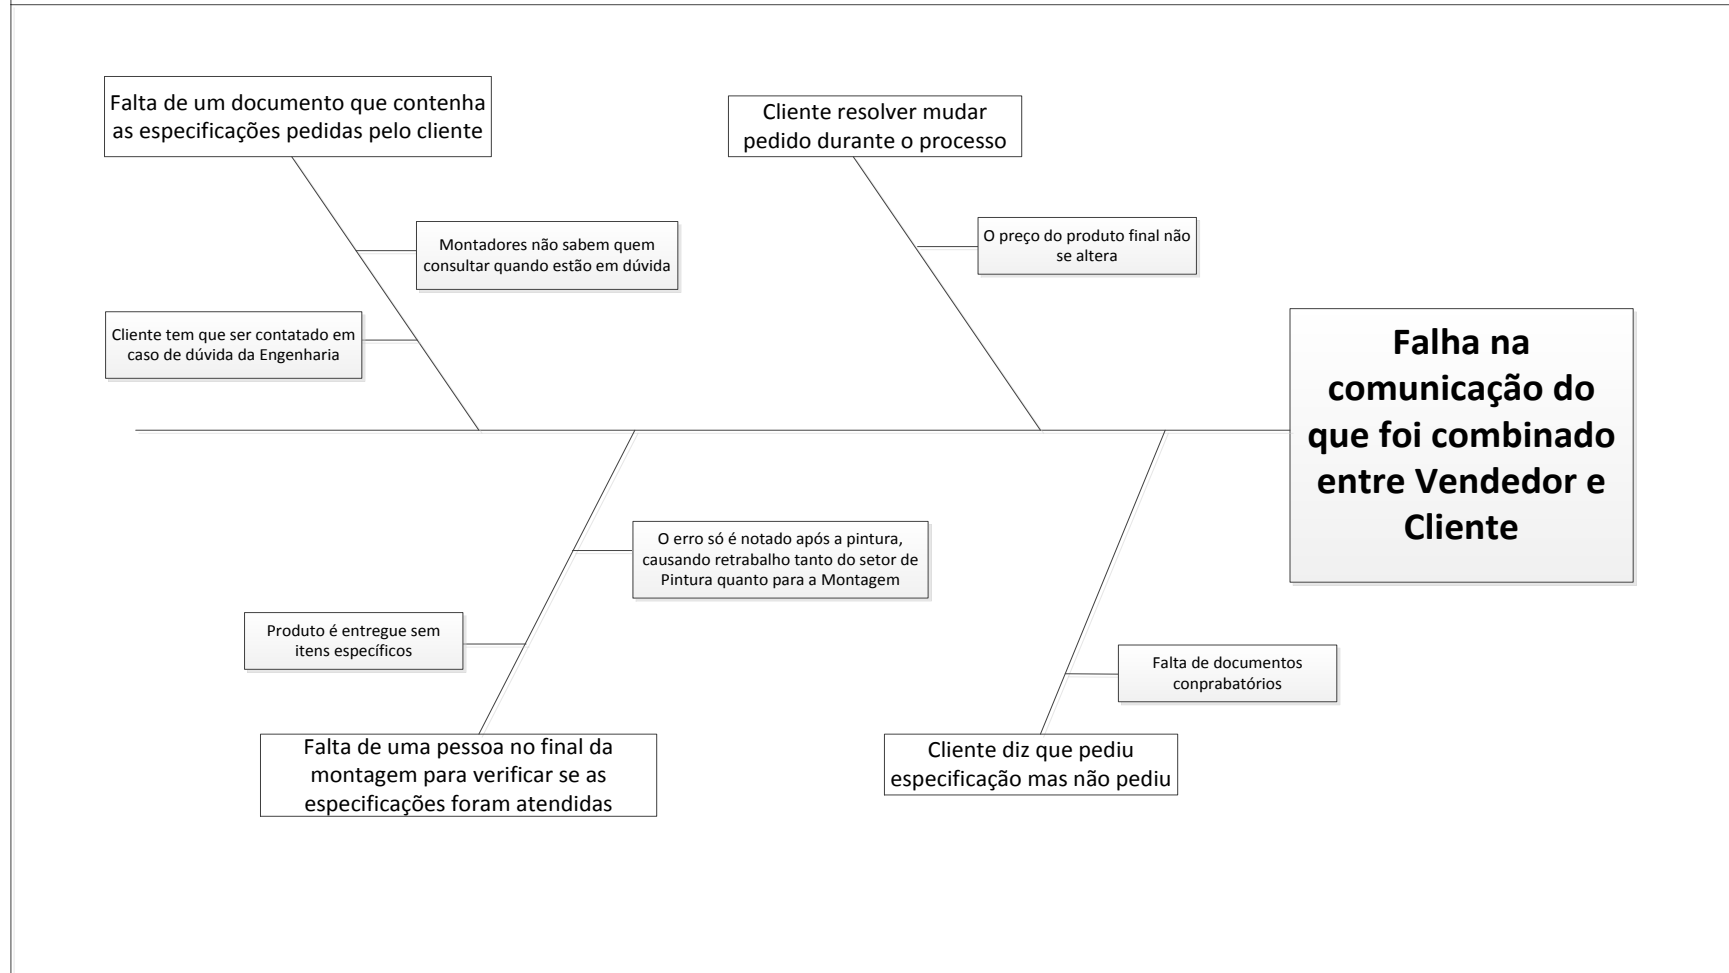 Falta de um documento que contenha
as especificações pedidas pelo cliente
Cliente resolver mudar
pedido durante o processo
Montadores não sabem quem
consultar quando estão em dúvida
O preço do produto final não
se altera
Cliente tem que ser contatado em
caso de dúvida da Engenharia
Falha na
comunicação do
que foi combinado
entre Vendedor e
Cliente
O erro só é notado após a pintura,
causando retrabalho tanto do setor de
Pintura quanto para a Montagem
Produto é entregue sem
itens específicos
Falta de documentos
conprabatórios
Falta de uma pessoa no final da
montagem para verificar se as
especificações foram atendidas
Cliente diz que pediu
especificação mas não pediu